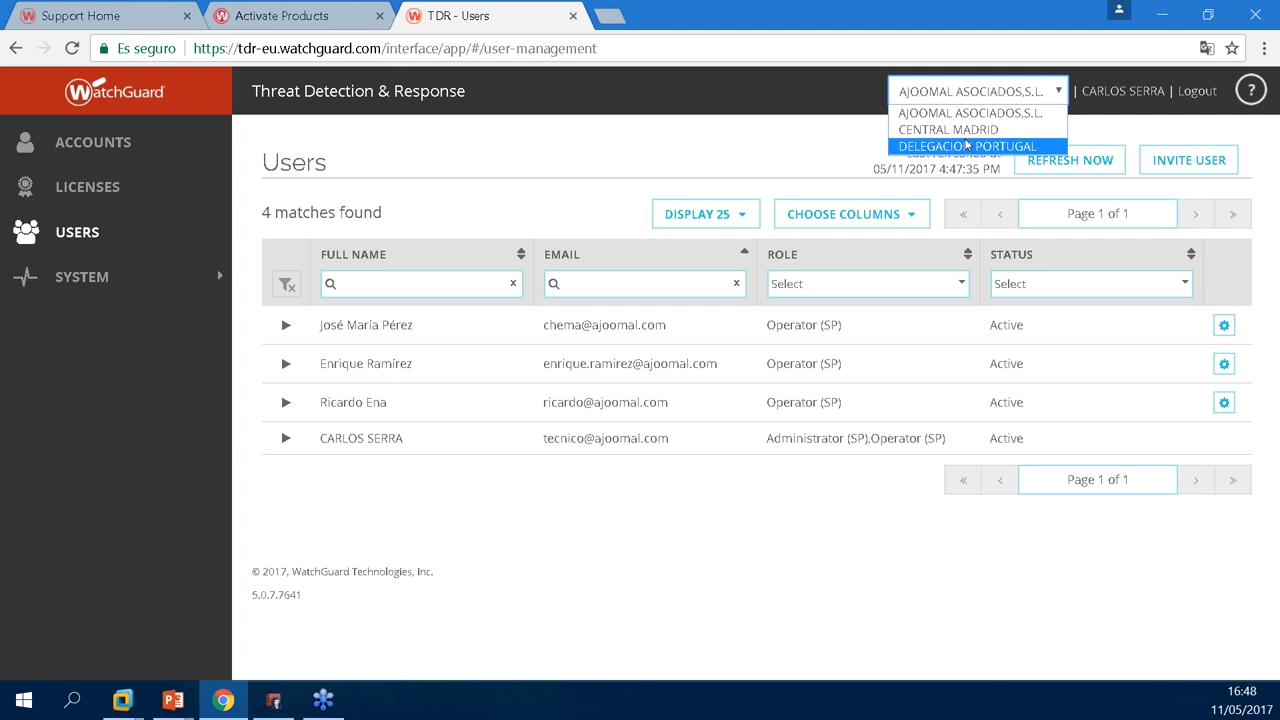 Support Home
Activate Products
TDR - Users
Es seguro
https://tdr-eu.watchguard.com/interface/app/#/user-management
WatchGuard
Threat Detection & Response
AJOOMAL ASOCIADOS,S.L.
| CARLOS SERRA | Logout
?
AJOOMAL ASOCIADOS,S.L.
CENTRAL MADRID
DELEGACION PORTUGAL
ACCOUNTS
LICENSES
USERS
SYSTEM
Users
05/11/2017 4:47:35 PM
REFRESH NOW
INVITE USER
4 matches found
DISPLAY 25
CHOOSE COLUMNS
« ‹ Page 1 of 1 › »
FULL NAME EMAIL ROLE STATUS
x x Select Select
José María Pérez chema@ajoomal.com Operator (SP) Active
Enrique Ramírez enrique.ramirez@ajoomal.com Operator (SP) Active
Ricardo Ena ricardo@ajoomal.com Operator (SP) Active
CARLOS SERRA tecnico@ajoomal.com Administrator (SP),Operator (SP) Active
« ‹ Page 1 of 1 › »
© 2017, WatchGuard Technologies, Inc.
5.0.7.7641
16:48
11/05/2017